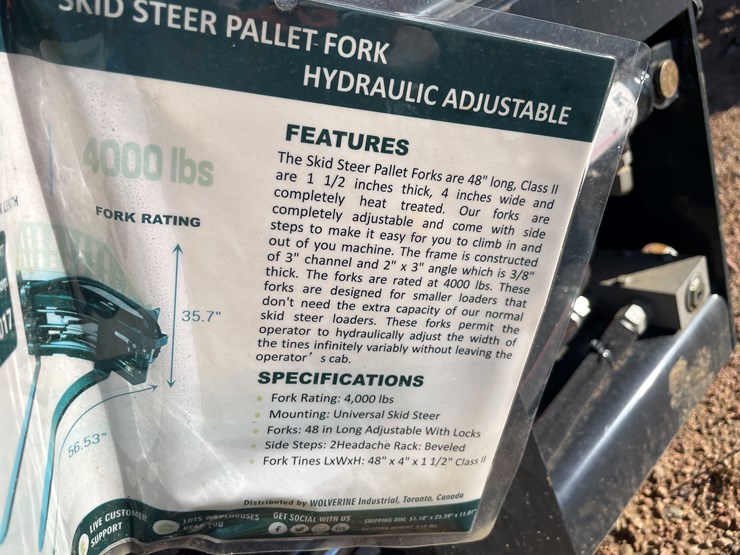 SKID STEER PALLET FORK
HYDRAULIC ADJUSTABLE
4000 lbs
FORK RATING
35.7"
56.53"
FEATURES
The Skid Steer Pallet Forks are 48" long, Class II
are 1 1/2 inches thick, 4 inches wide and
completely heat treated. Our forks are
completely adjustable and come with side
steps to make it easy for you to climb in and
out of you machine. The frame is constructed
of 3" channel and 2" x 3" angle which is 3/8"
thick. The forks are rated at 4000 lbs. These
forks are designed for smaller loaders that
don't need the extra capacity of our normal
skid steer loaders. These forks permit the
operator to hydraulically adjust the width of
the tines infinitely variably without leaving the
operator's cab.
SPECIFICATIONS
Fork Rating: 4,000 lbs
Mounting: Universal Skid Steer
Forks: 48 in Long Adjustable With Locks
Side Steps: 2Headache Rack: Beveled
Fork Tines LxWxH: 48" x 4" x 1 1/2" Class II
Distributed by WOLVERINE Industrial, Toronto, Canada
LIVE CUSTOMER
SUPPORT
LOTS WAREHOUSES
NEAR YOU
GET SOCIAL WITH US